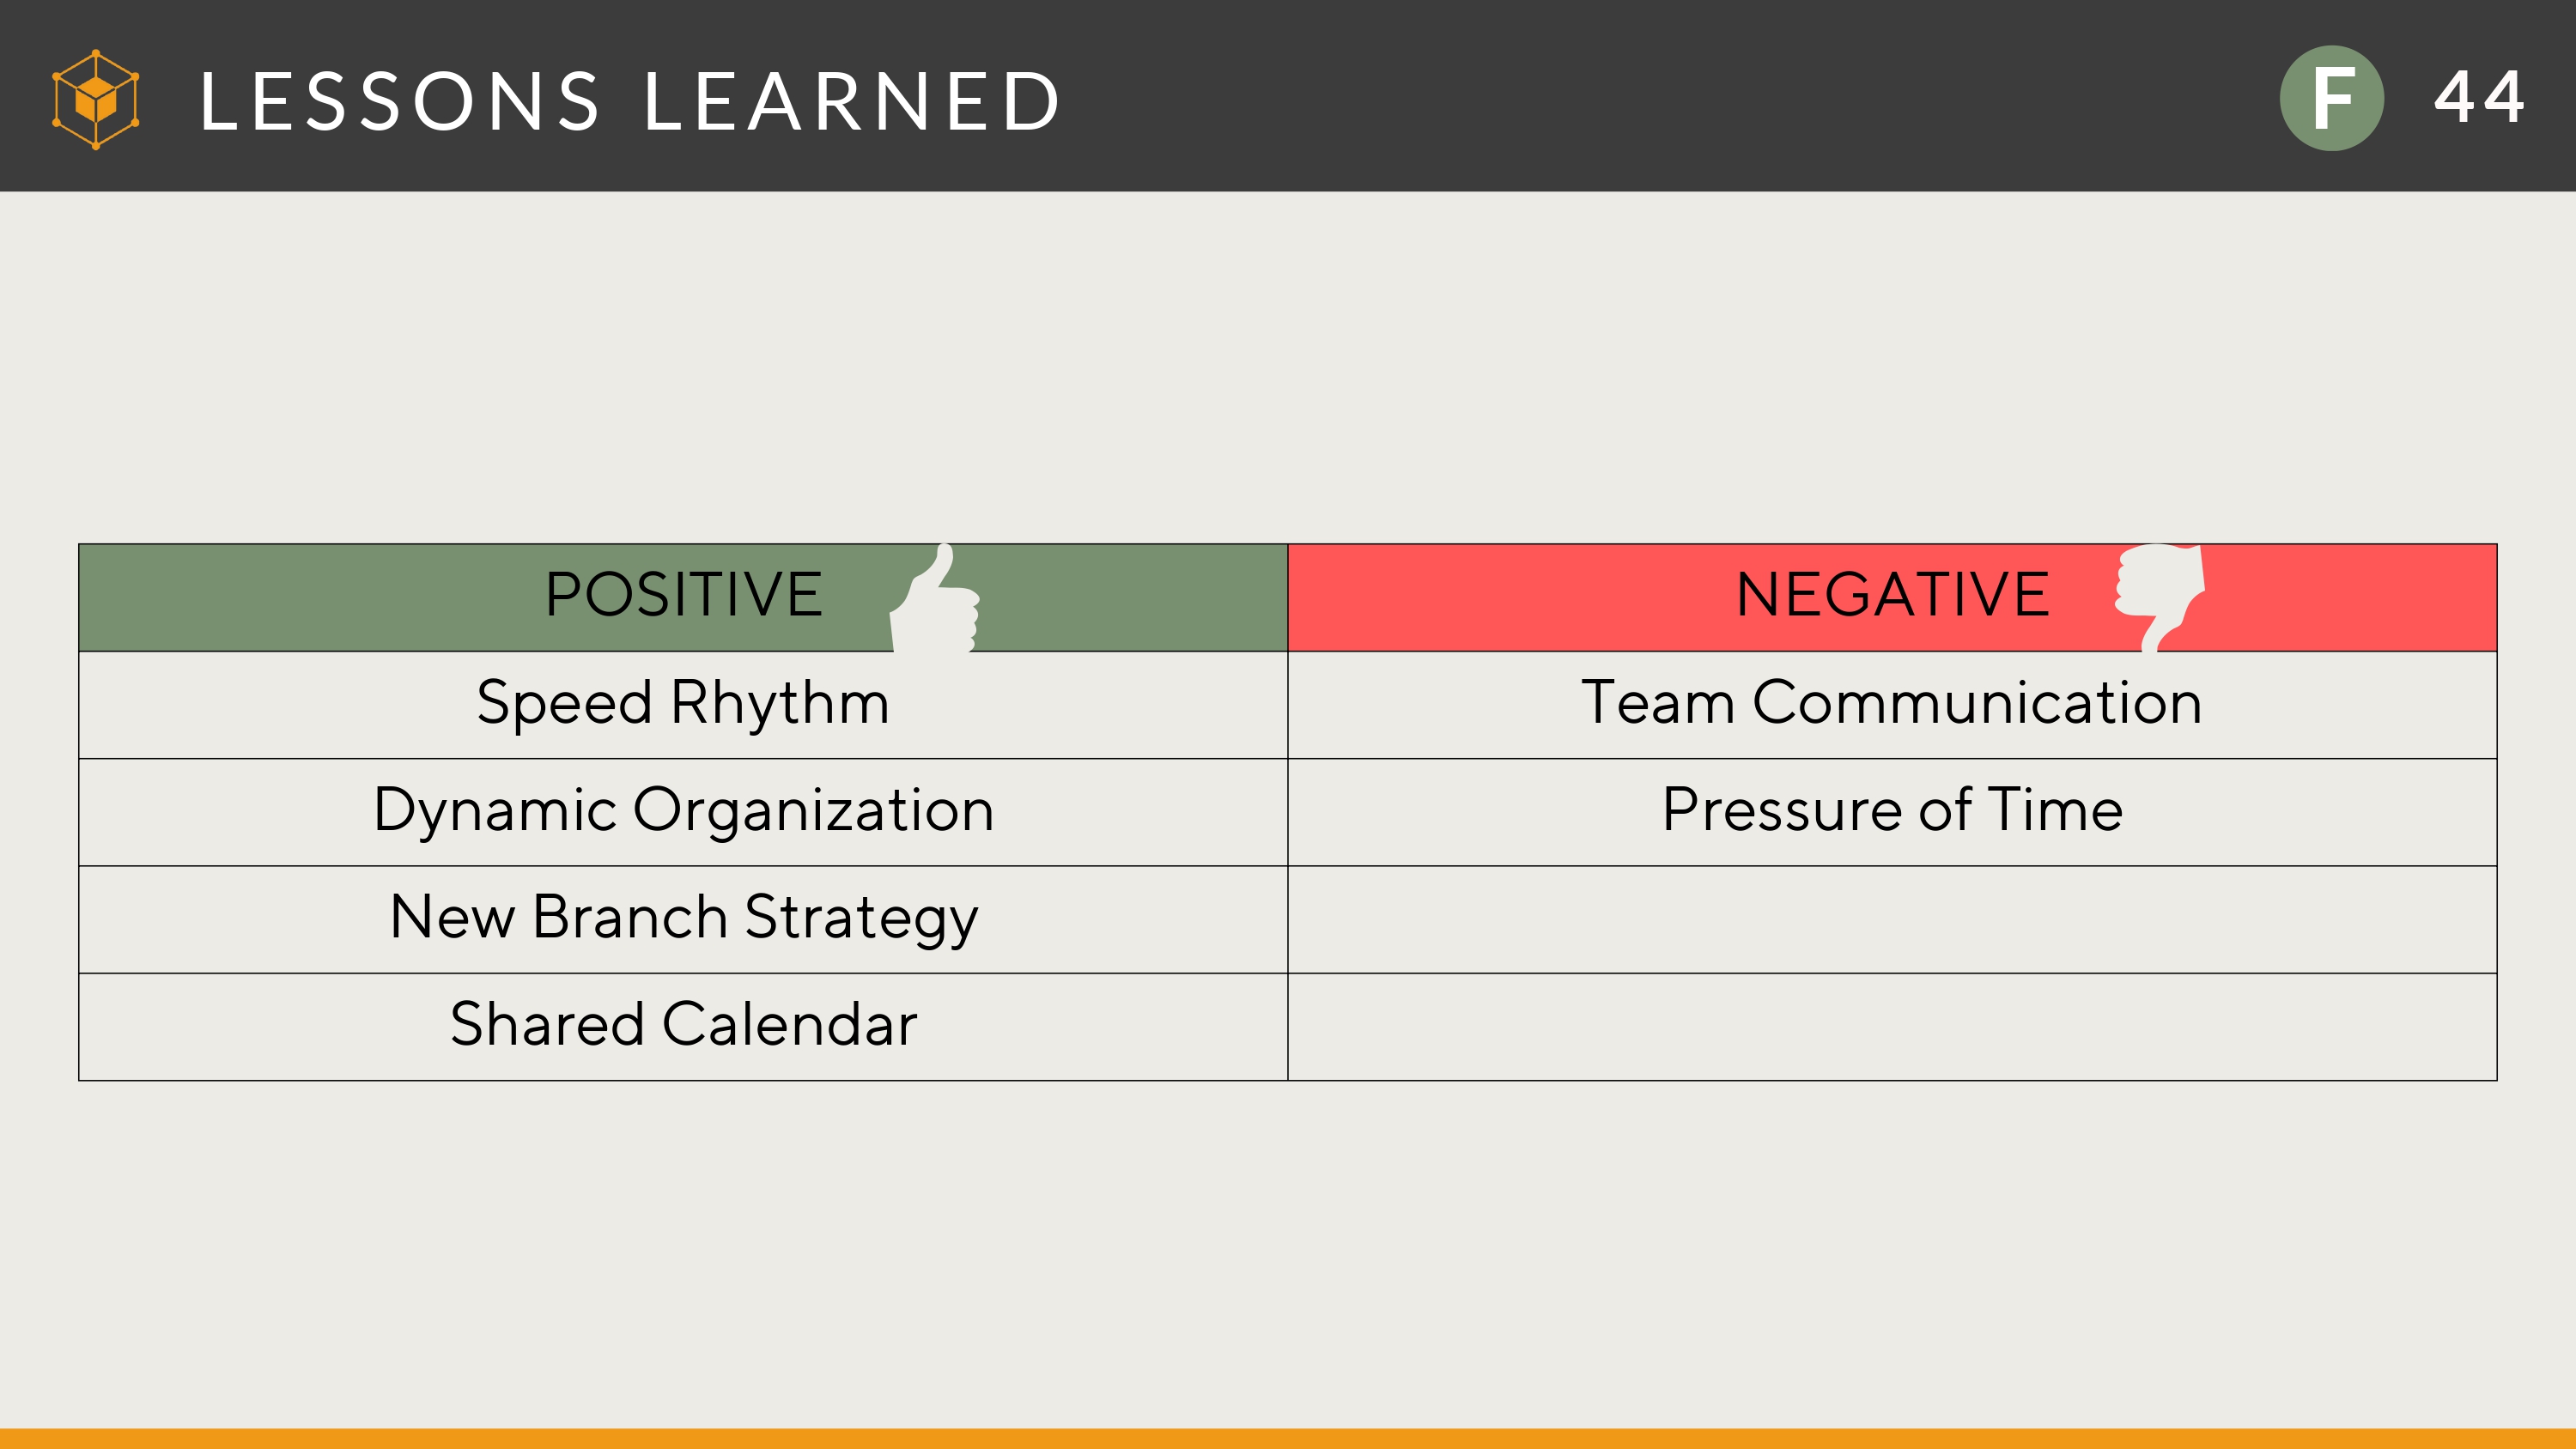 LESSONS LEARNED
F 44
POSITIVE NEGATIVE
Speed Rhythm Team Communication
Dynamic Organization Pressure of Time
New Branch Strategy
Shared Calendar